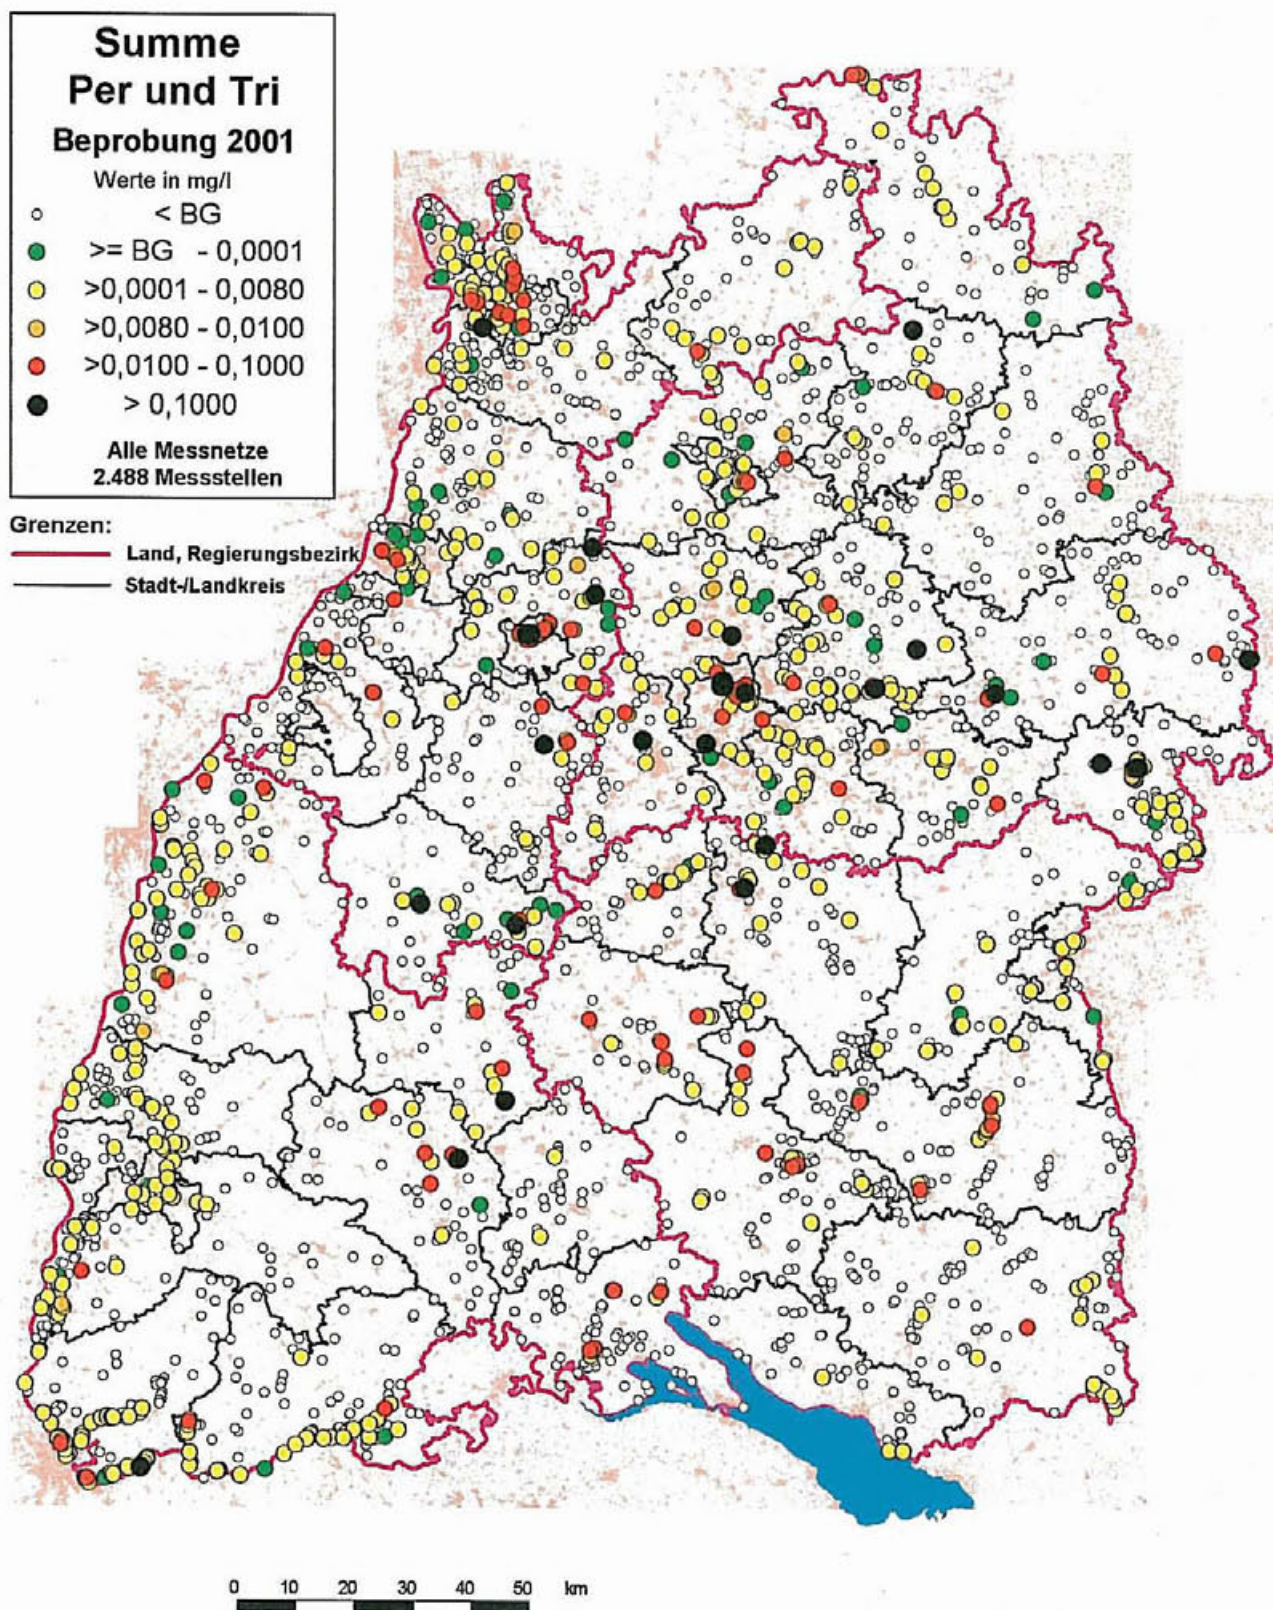 Summe
Per und Tri
Beprobung 2001
Werte in mg/l
< BG
>= BG - 0,0001
>0,0001 - 0,0080
>0,0080 - 0,0100
>0,0100 - 0,1000
> 0,1000
Alle Messnetze
2.488 Messstellen
Grenzen:
Land, Regierungsbezirk
Stadt-/Landkreis
0 10 20 30 40 50 km